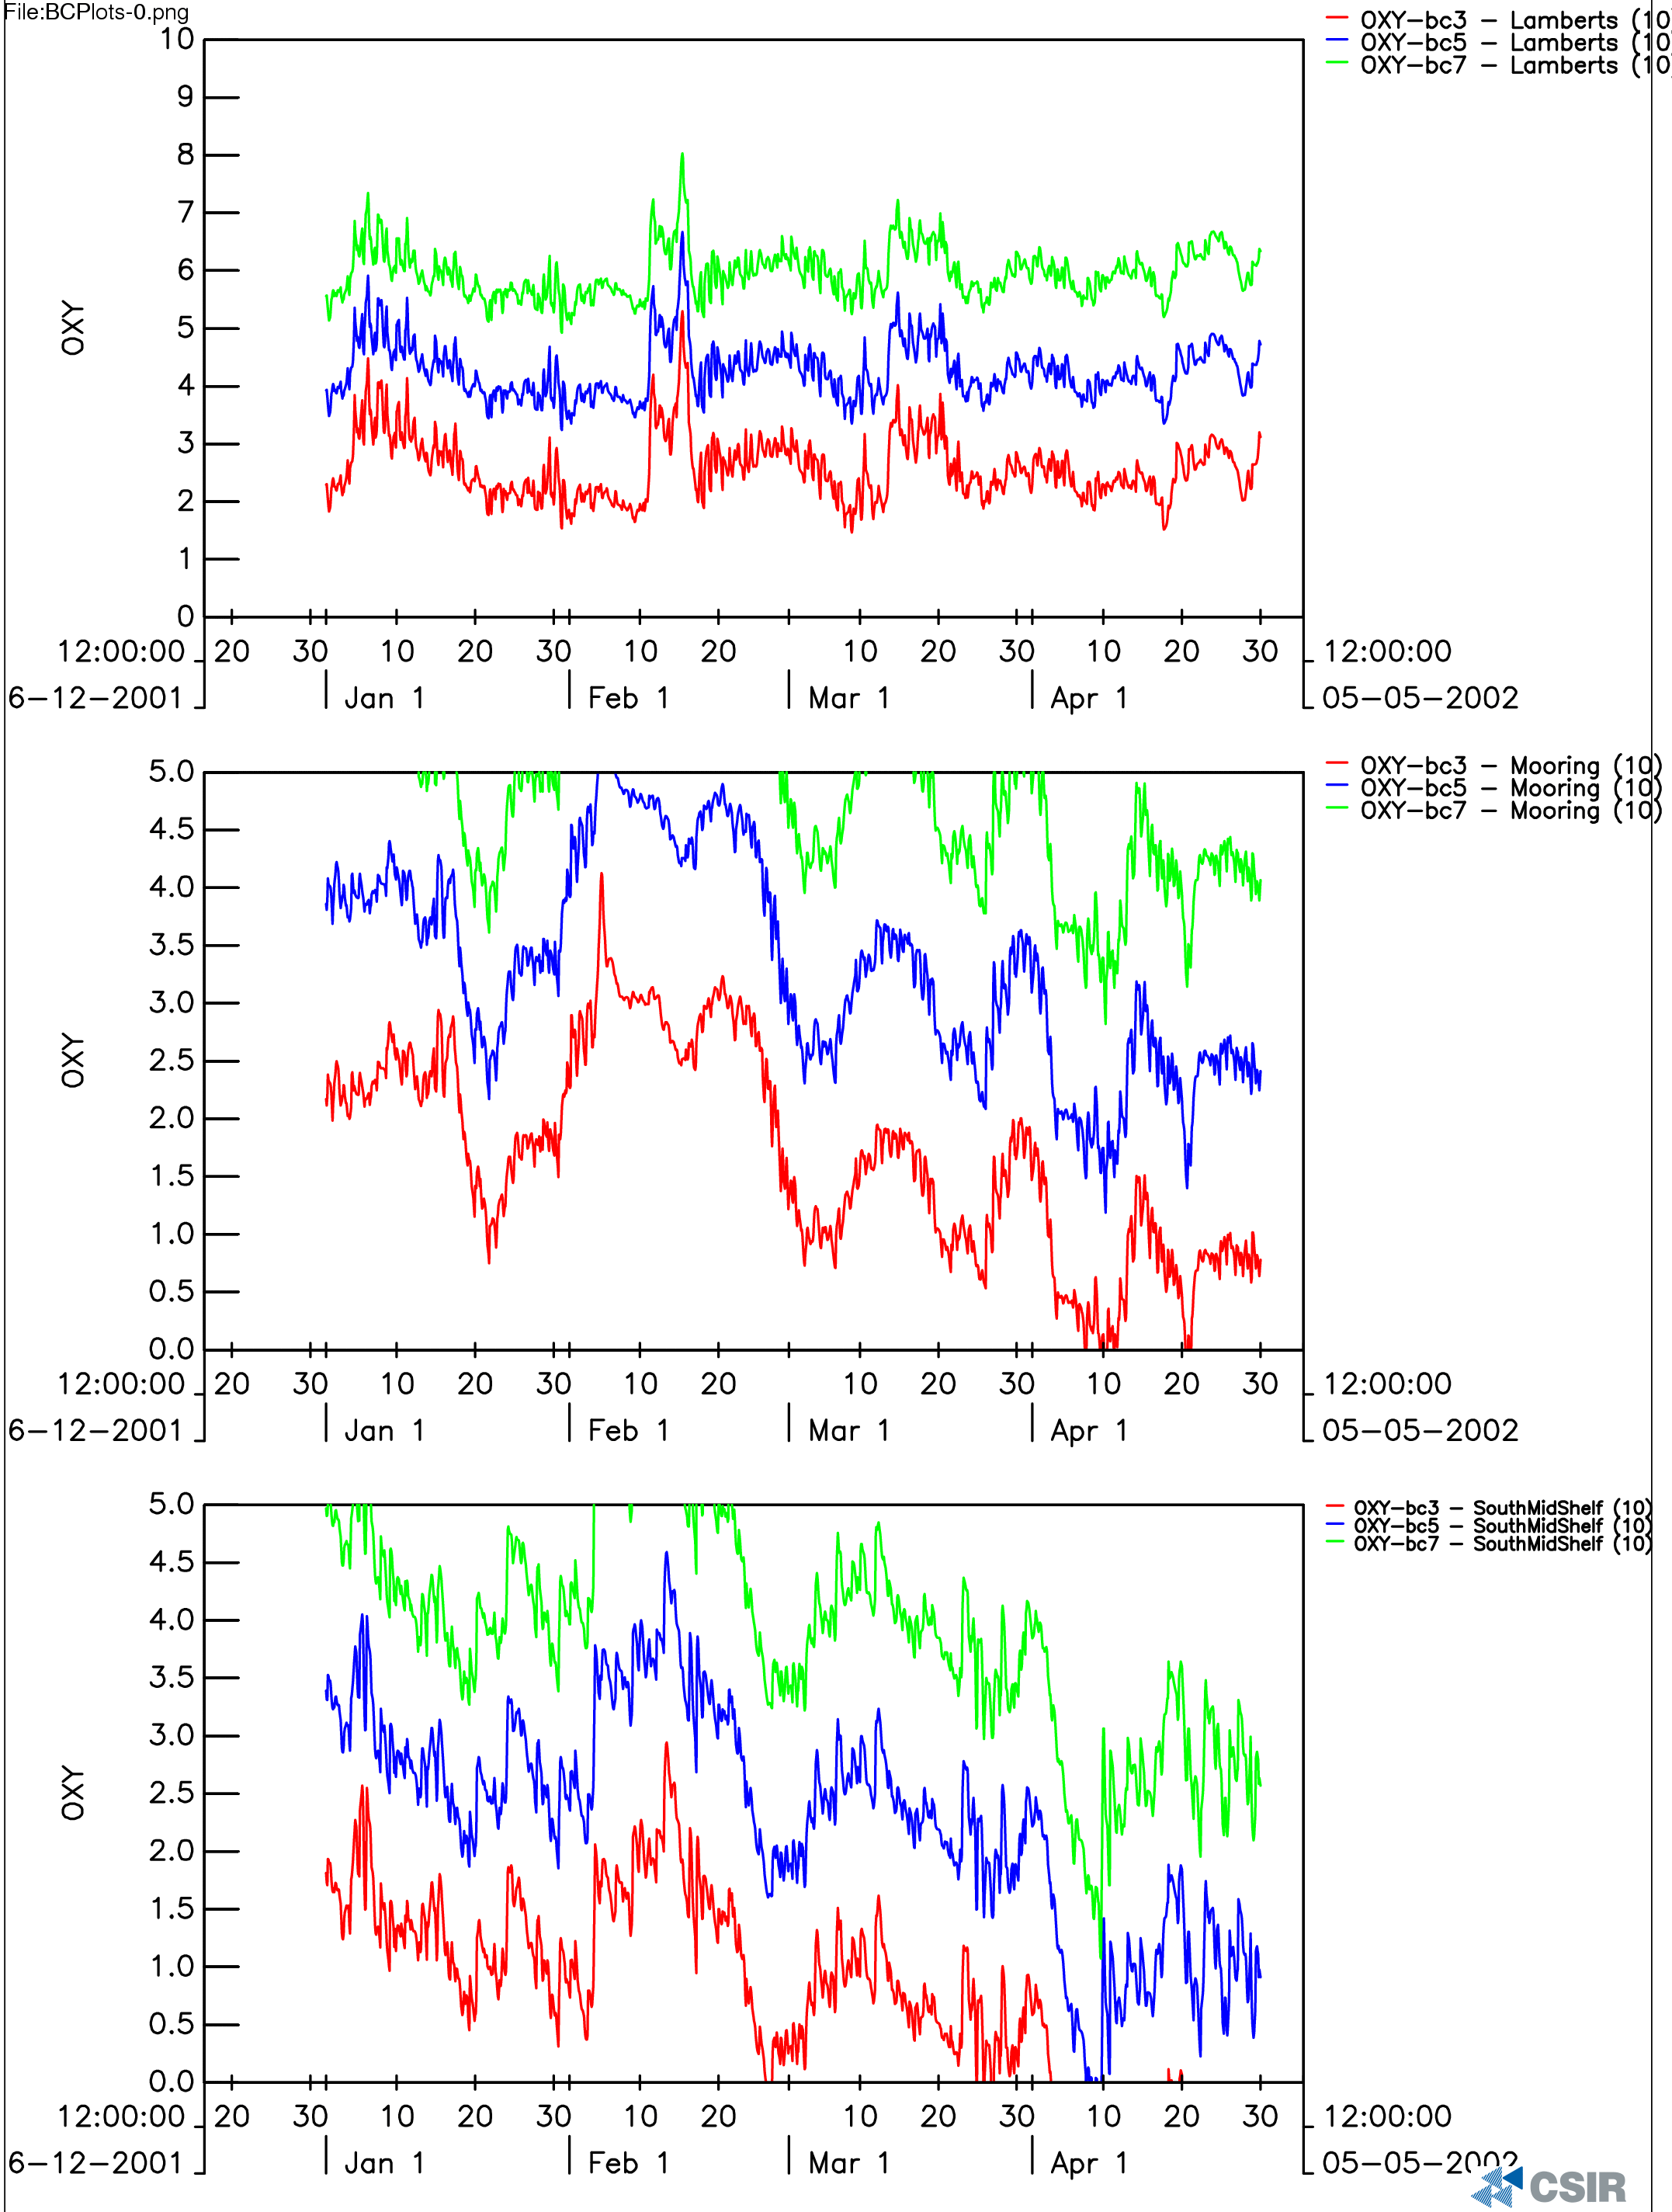 File:BCPlots-0.png
OXY-bc3 - Lamberts (10
OXY-bc5 - Lamberts (10
OXY-bc7 - Lamberts (10
10
9
8
7
6
5
4
3
2
1
0
OXY
12:00:00 20 30 10 20 30 10 20 10 20 30 10 20 30 12:00:00
6-12-2001 Jan 1 Feb 1 Mar 1 Apr 1 05-05-2002
OXY-bc3 - Mooring (10)
OXY-bc5 - Mooring (10)
OXY-bc7 - Mooring (10)
5.0
4.5
4.0
3.5
3.0
2.5
2.0
1.5
1.0
0.5
0.0
OXY
12:00:00 20 30 10 20 30 10 20 10 20 30 10 20 30 12:00:00
6-12-2001 Jan 1 Feb 1 Mar 1 Apr 1 05-05-2002
OXY-bc3 - SouthMidShelf (10)
OXY-bc5 - SouthMidShelf (10)
OXY-bc7 - SouthMidShelf (10)
5.0
4.5
4.0
3.5
3.0
2.5
2.0
1.5
1.0
0.5
0.0
OXY
12:00:00 20 30 10 20 30 10 20 10 20 30 10 20 30 12:00:00
6-12-2001 Jan 1 Feb 1 Mar 1 Apr 1 05-05-2002
CSIR